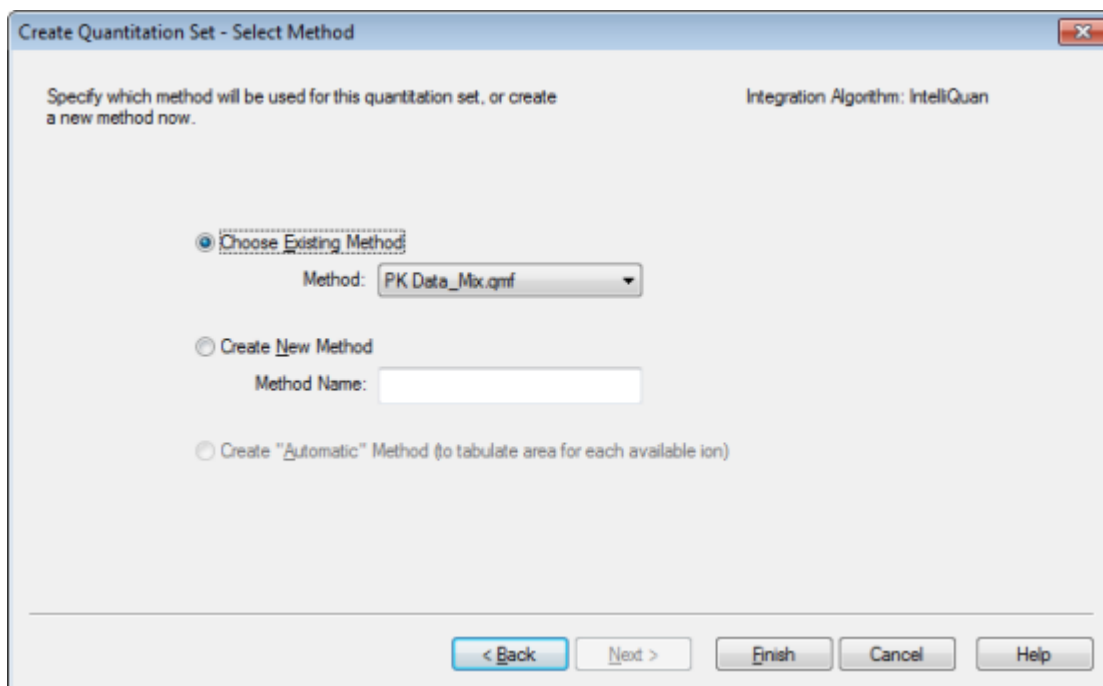 Create Quantitation Set - Select Method
Specify which method will be used for this quantitation set, or create
a new method now.
Integration Algorithm: IntelliQuan
Choose Existing Method
Method: PK Data_Mix.qmf
Create New Method
Method Name:
Create "Automatic" Method (to tabulate area for each available ion)
< Back Next > Finish Cancel Help